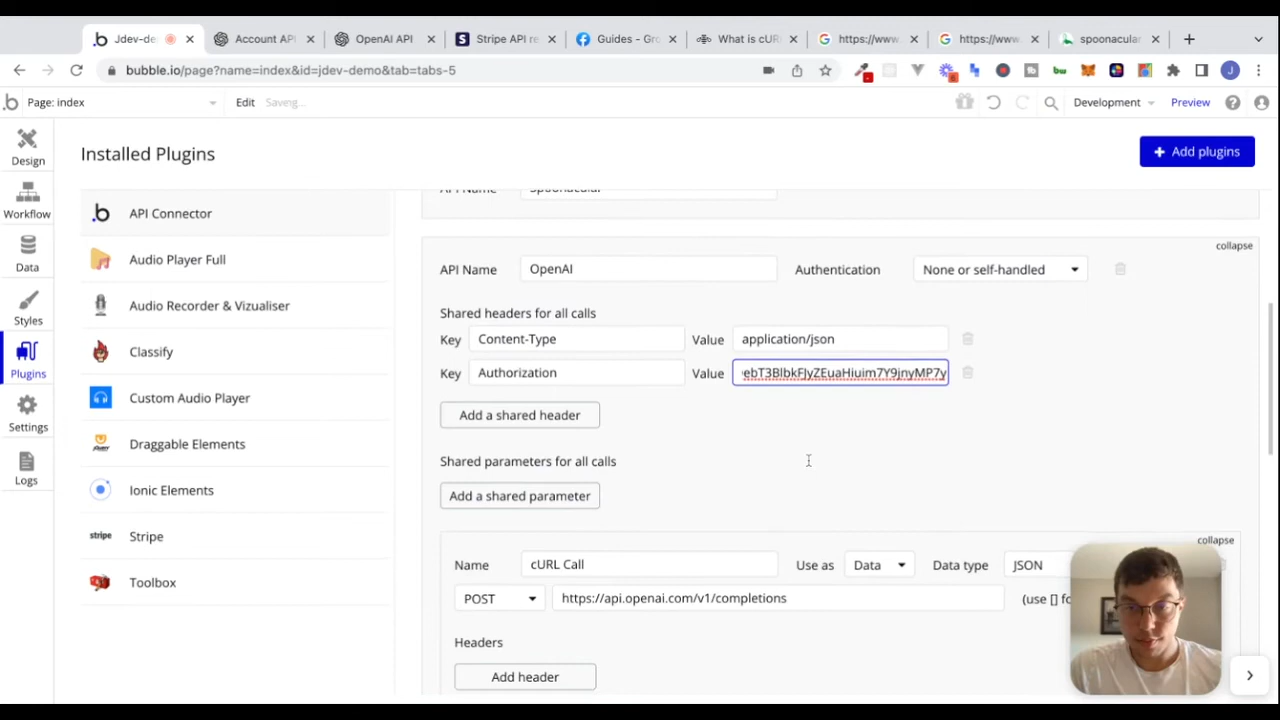 Jdev-de
Account API
OpenAI API
Stripe API re
Guides - Gro
What is cUR
https://www.
https://www.
spoonacular
bubble.io/page?name=index&id=jdev-demo&tab=tabs-5
Page: index
Edit
Saving...
Development
Preview
Design
Workflow
Data
Styles
Plugins
Settings
Logs
Installed Plugins
+ Add plugins
API Connector
Audio Player Full
Audio Recorder & Vizualiser
Classify
Custom Audio Player
Draggable Elements
Ionic Elements
stripe Stripe
Toolbox
API Name Spoonacular
collapse
API Name OpenAI Authentication None or self-handled
Shared headers for all calls
Key Content-Type Value application/json
Key Authorization Value
Add a shared header
Shared parameters for all calls
Add a shared parameter
collapse
Name cURL Call Use as Data Data type JSON
POST https://api.openai.com/v1/completions (use [] fo
Headers
Add header